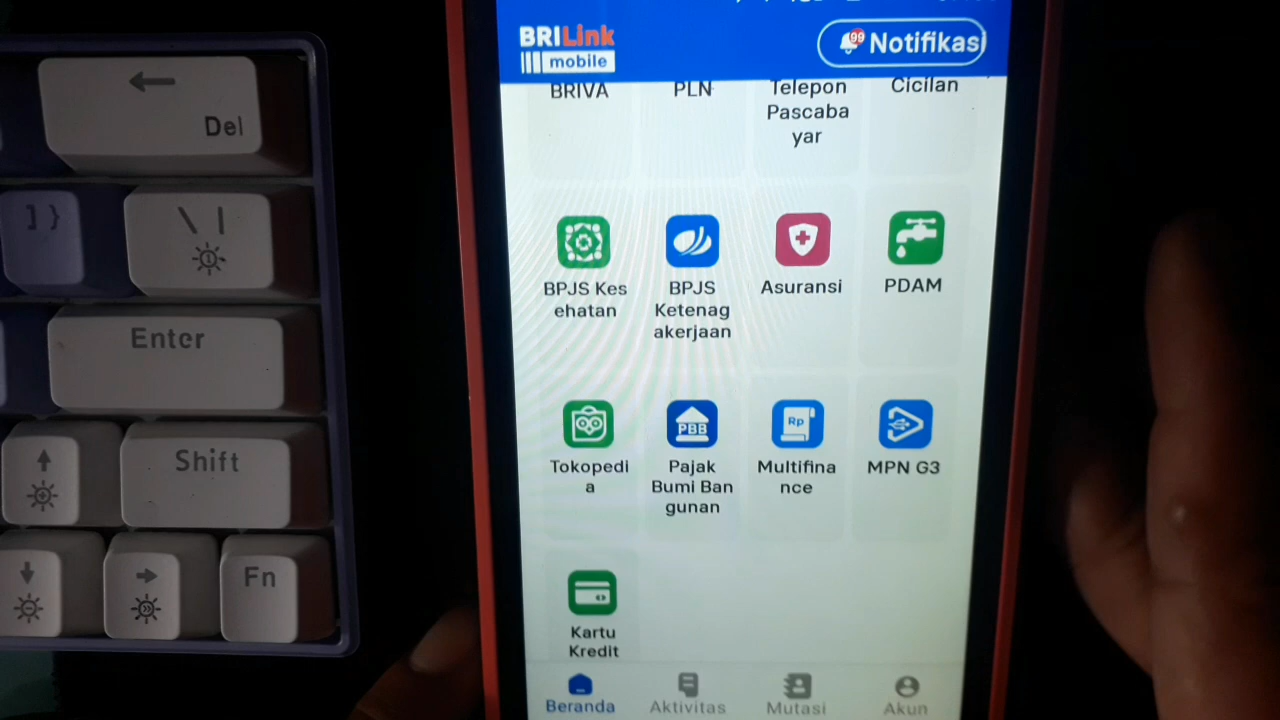 BRILink
mobile
99 Notifikasi
BRIVA
PLN
Telepon
Pascaba
yar
Cicilan
BPJS Kes
ehatan
BPJS
Ketenag
akerjaan
Asuransi
PDAM
Tokopedi
a
PBB
Pajak
Bumi Ban
gunan
Rp
Multifina
nce
MPN G3
Kartu
Kredit
Beranda
Aktivitas
Mutasi
Akun
←
Del
] }
\ |
Enter
↑
Shift
↓
→
Fn